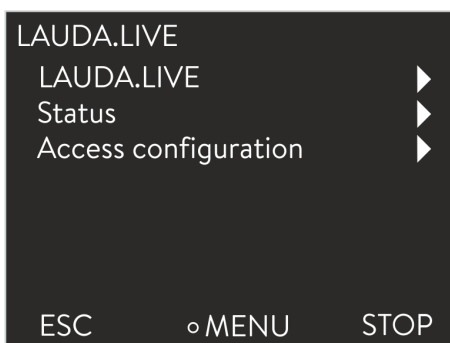 LAUDA.LIVE
LAUDA.LIVE
Status
Access configuration
ESC MENU STOP